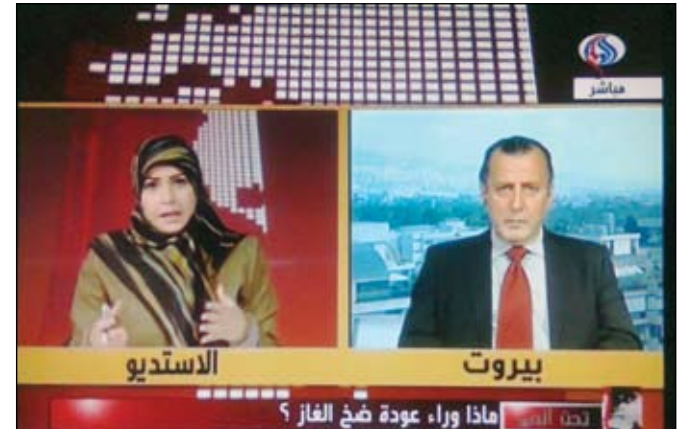 مباشر
بيروت
الاستديو
ماذا وراء عودة ضخ الغاز ؟